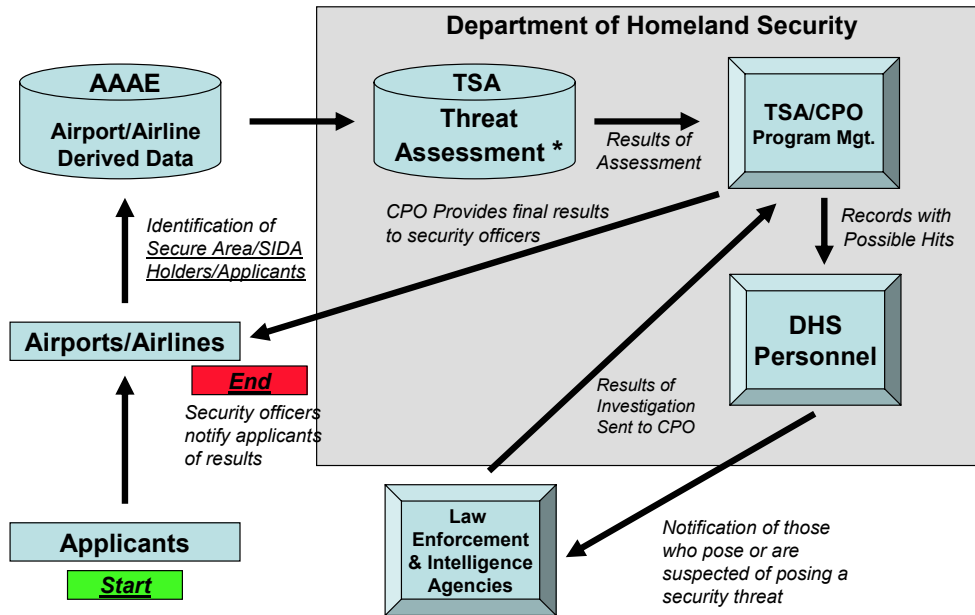 Department of Homeland Security
AAAE
Airport/Airline
Derived Data
TSA
Threat
Assessment *
Results of
Assessment
TSA/CPO
Program Mgt.
Identification of
Secure Area/SIDA
Holders/Applicants
CPO Provides final results
to security officers
Records with
Possible Hits
Airports/Airlines
End
Security officers
notify applicants
of results
DHS
Personnel
Results of
Investigation
Sent to CPO
Applicants
Start
Law
Enforcement
& Intelligence
Agencies
Notification of those
who pose or are
suspected of posing a
security threat